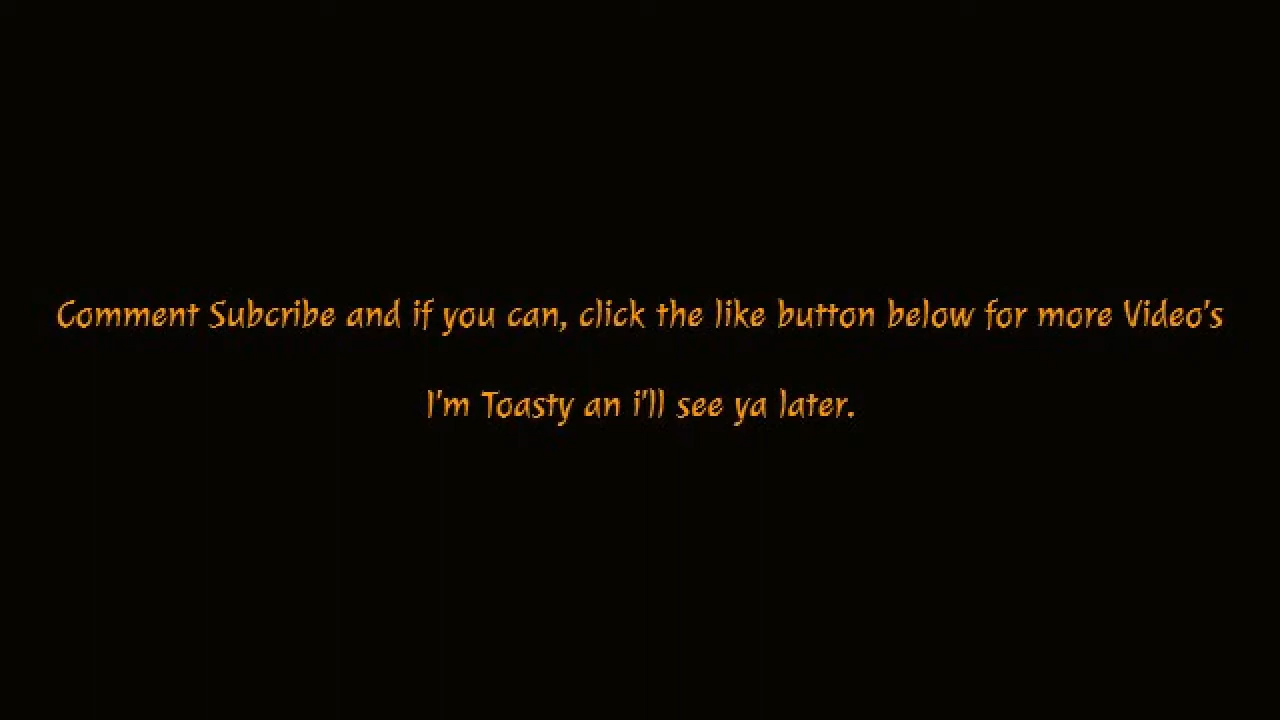 Comment Subcribe and if you can, click the like button below for more Video's
I'm Toasty an i'll see ya later.